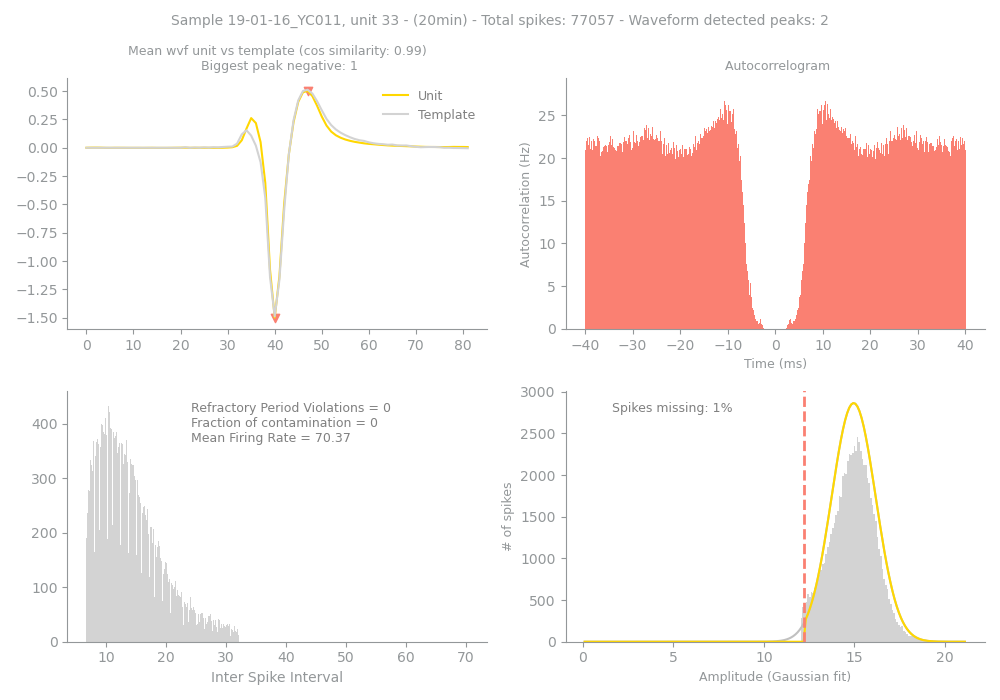 Sample 19-01-16_YC011, unit 33 - (20min) - Total spikes: 77057 - Waveform detected peaks: 2
Mean wvf unit vs template (cos similarity: 0.99)
Biggest peak negative: 1
0.50
0.25
0.00
−0.25
−0.50
−0.75
−1.00
−1.25
−1.50
0 10 20 30 40 50 60 70 80
Unit
Template
Autocorrelogram
Autocorrelation (Hz)
25
20
15
10
5
0
−40 −30 −20 −10 0 10 20 30 40
Time (ms)
Refractory Period Violations = 0
Fraction of contamination = 0
Mean Firing Rate = 70.37
400
300
200
100
0
10 20 30 40 50 60 70
Inter Spike Interval
Spikes missing: 1%
# of spikes
3000
2500
2000
1500
1000
500
0
0 5 10 15 20
Amplitude (Gaussian fit)